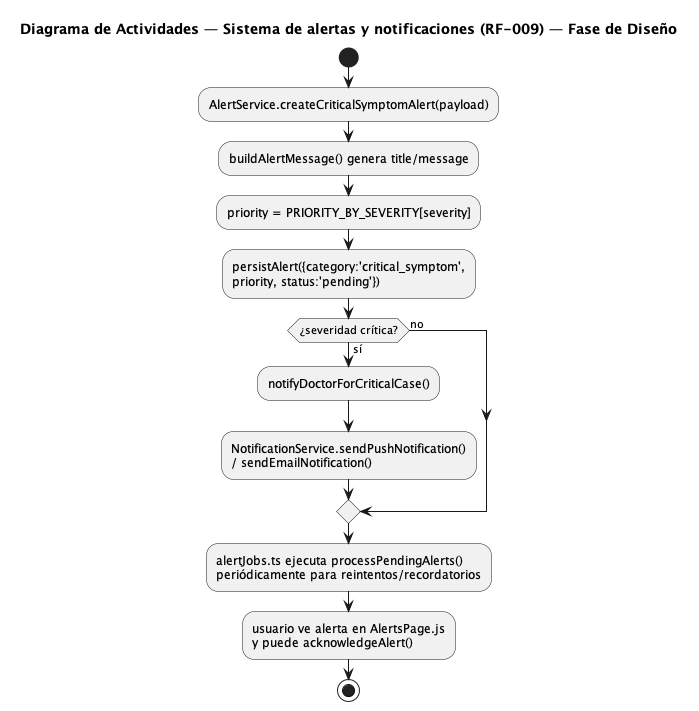 Diagrama de Actividades — Sistema de alertas y notificaciones (RF-009) — Fase de Diseño
AlertService.createCriticalSymptomAlert(payload)
buildAlertMessage() genera title/message
priority = PRIORITY_BY_SEVERITY[severity]
persistAlert({category:'critical_symptom',
priority, status:'pending'})
¿severidad crítica?
no
sí
notifyDoctorForCriticalCase()
NotificationService.sendPushNotification()
/ sendEmailNotification()
alertJobs.ts ejecuta processPendingAlerts()
periódicamente para reintentos/recordatorios
usuario ve alerta en AlertsPage.js
y puede acknowledgeAlert()